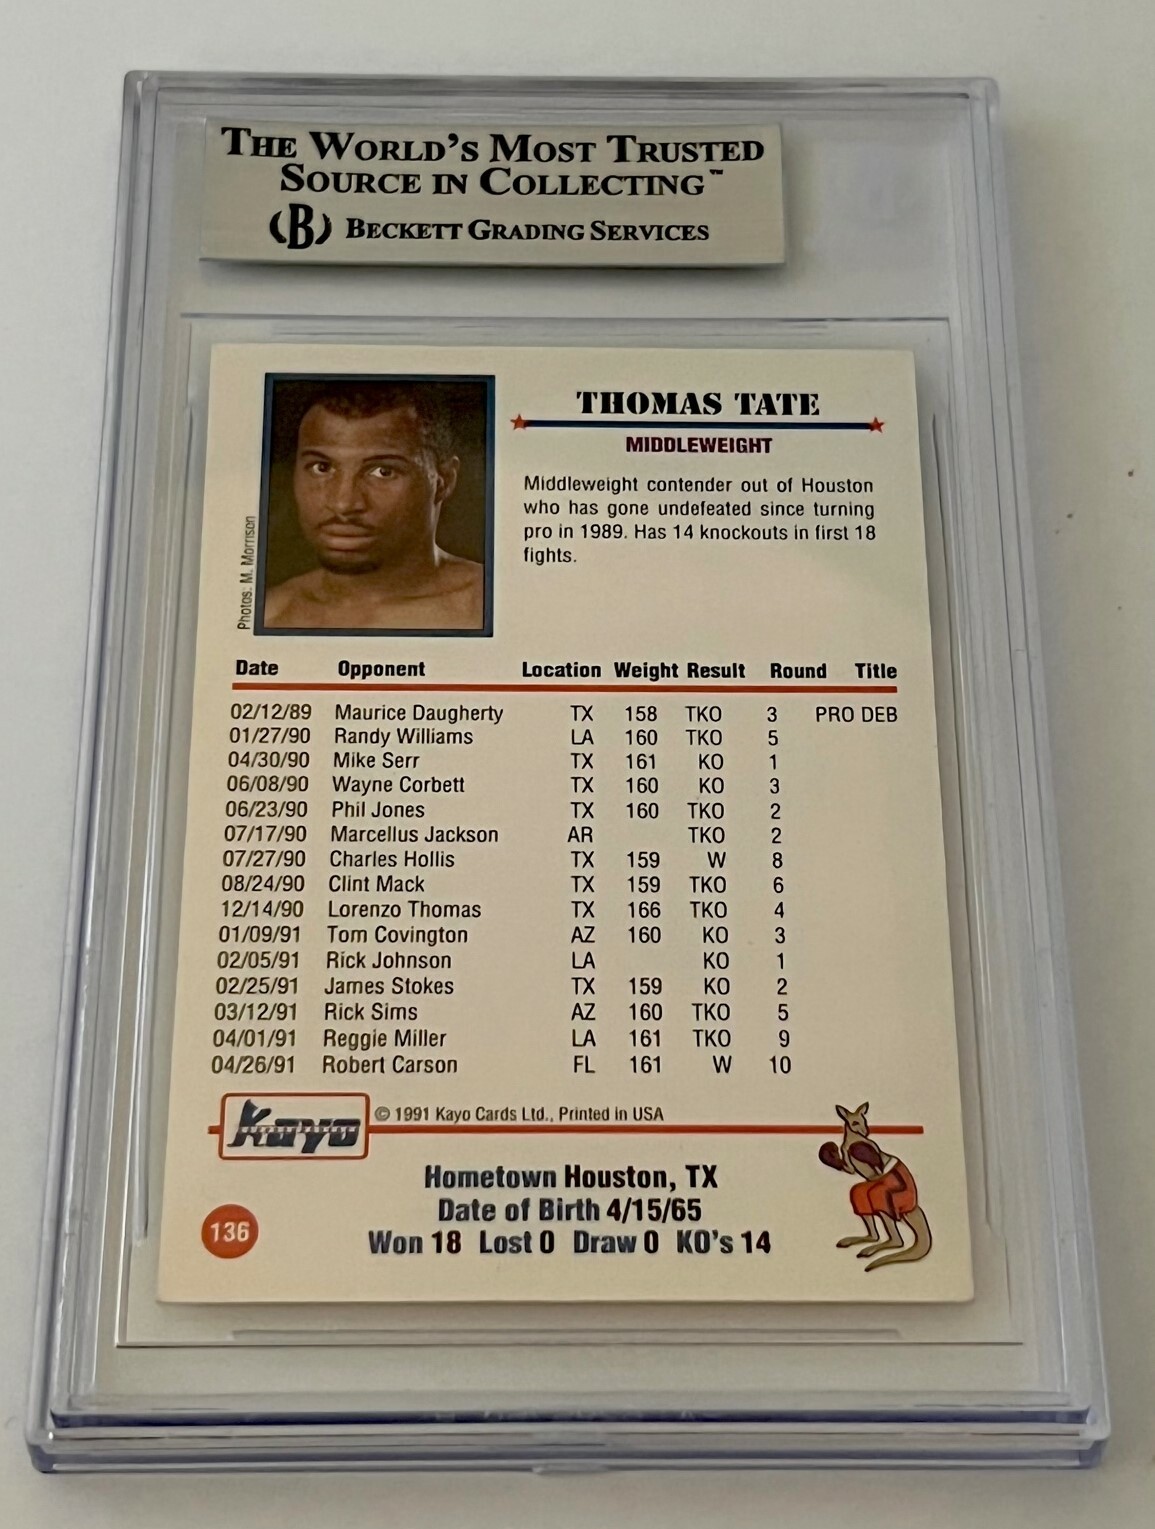 THE WORLD'S MOST TRUSTED
SOURCE IN COLLECTING™
(B) BECKETT GRADING SERVICES
THOMAS TATE
MIDDLEWEIGHT
Middleweight contender out of Houston
who has gone undefeated since turning
pro in 1989. Has 14 knockouts in first 18
fights.
Photos: M. Morrison
Date Opponent Location Weight Result Round Title
02/12/89 Maurice Daugherty TX 158 TKO 3 PRO DEB
01/27/90 Randy Williams LA 160 TKO 5
04/30/90 Mike Serr TX 161 KO 1
06/08/90 Wayne Corbett TX 160 KO 3
06/23/90 Phil Jones TX 160 TKO 2
07/17/90 Marcellus Jackson AR TKO 2
07/27/90 Charles Hollis TX 159 W 8
08/24/90 Clint Mack TX 159 TKO 6
12/14/90 Lorenzo Thomas TX 166 TKO 4
01/09/91 Tom Covington AZ 160 KO 3
02/05/91 Rick Johnson LA KO 1
02/25/91 James Stokes TX 159 KO 2
03/12/91 Rick Sims AZ 160 TKO 5
04/01/91 Reggie Miller LA 161 TKO 9
04/26/91 Robert Carson FL 161 W 10
Kayo © 1991 Kayo Cards Ltd., Printed in USA
Hometown Houston, TX
Date of Birth 4/15/65
136 Won 18 Lost 0 Draw 0 KO's 14